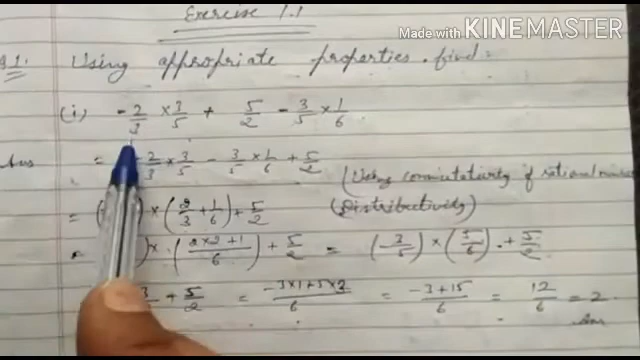 Exercise 1.1
Made with KINEMASTER
Q1. Using appropriate properties. find:
(i) -2/3 × 3/5 + 5/2 - 3/5 × 1/6
Ans = -2/3 × 3/5 - 3/5 × 1/6 + 5/2 (Using commutativity of rational
= ( ) × (2/3 + 1/6) + 5/2 (Distributivity)
) × (2×2+1/6) + 5/2 = (-3/5) × (5/6) + 5/2
3 + 5/2 = -3×1+5×3/6 = -3+15/6 = 12/6 = 2. Ans